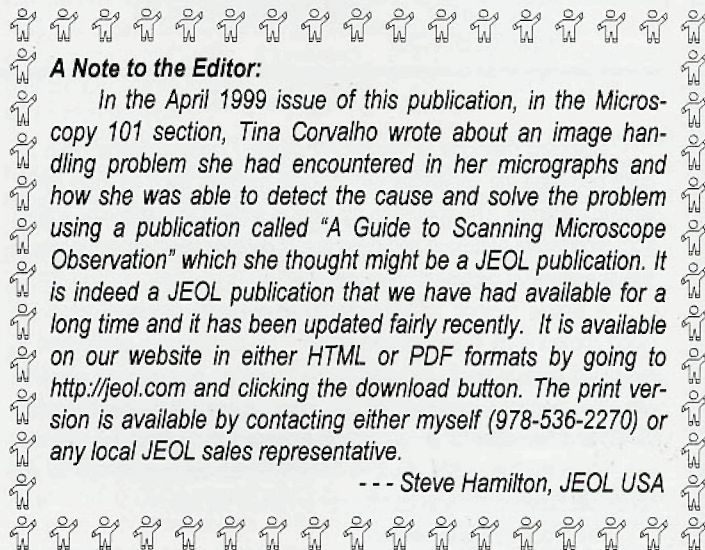 A Note to the Editor:
In the April 1999 issue of this publication, in the Micros-
copy 101 section, Tina Corvalho wrote about an image han-
dling problem she had encountered in her micrographs and
how she was able to detect the cause and solve the problem
using a publication called “A Guide to Scanning Microscope
Observation” which she thought might be a JEOL publication. It
is indeed a JEOL publication that we have had available for a
long time and it has been updated fairly recently. It is available
on our website in either HTML or PDF formats by going to
http://jeol.com and clicking the download button. The print ver-
sion is available by contacting either myself (978-536-2270) or
any local JEOL sales representative.
- - - Steve Hamilton, JEOL USA